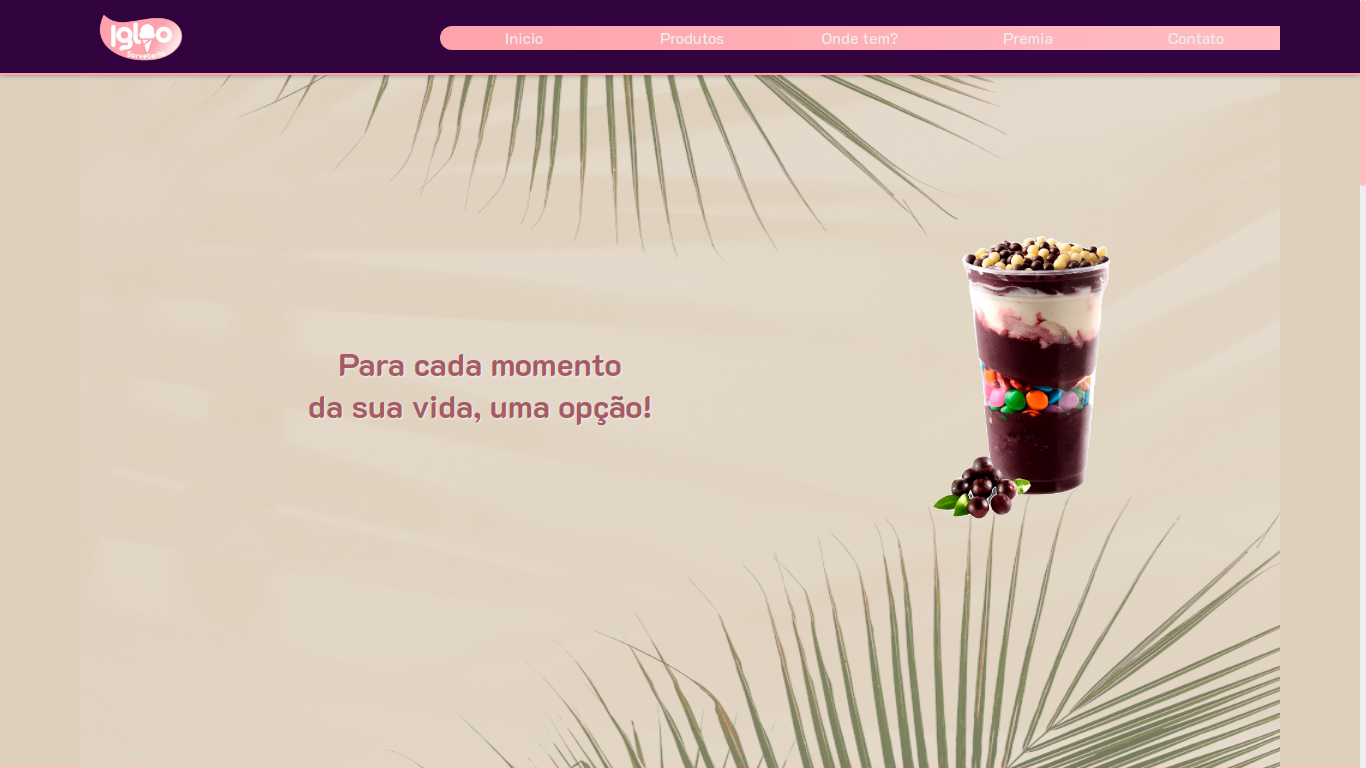 Igloo
Sorveteria
Inicio
Produtos
Onde tem?
Premia
Contato
Para cada momento
da sua vida, uma opção!